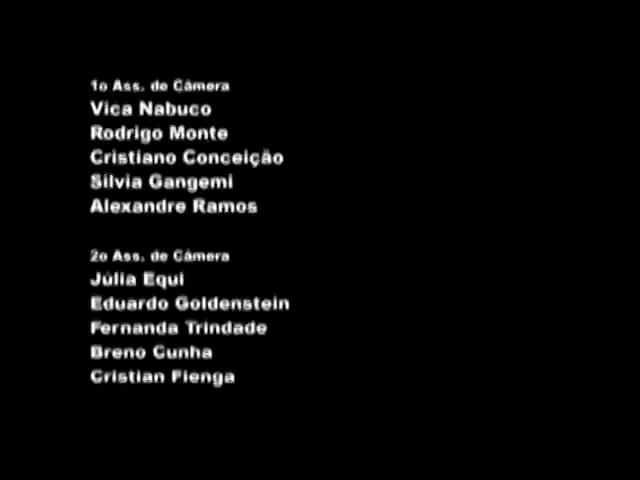 1o Ass. de Câmera
Vica Nabuco
Rodrigo Monte
Cristiano Conceição
Silvia Gangemi
Alexandre Ramos
2o Ass. de Câmera
Júlia Equi
Eduardo Goldenstein
Fernanda Trindade
Breno Cunha
Cristian Fienga